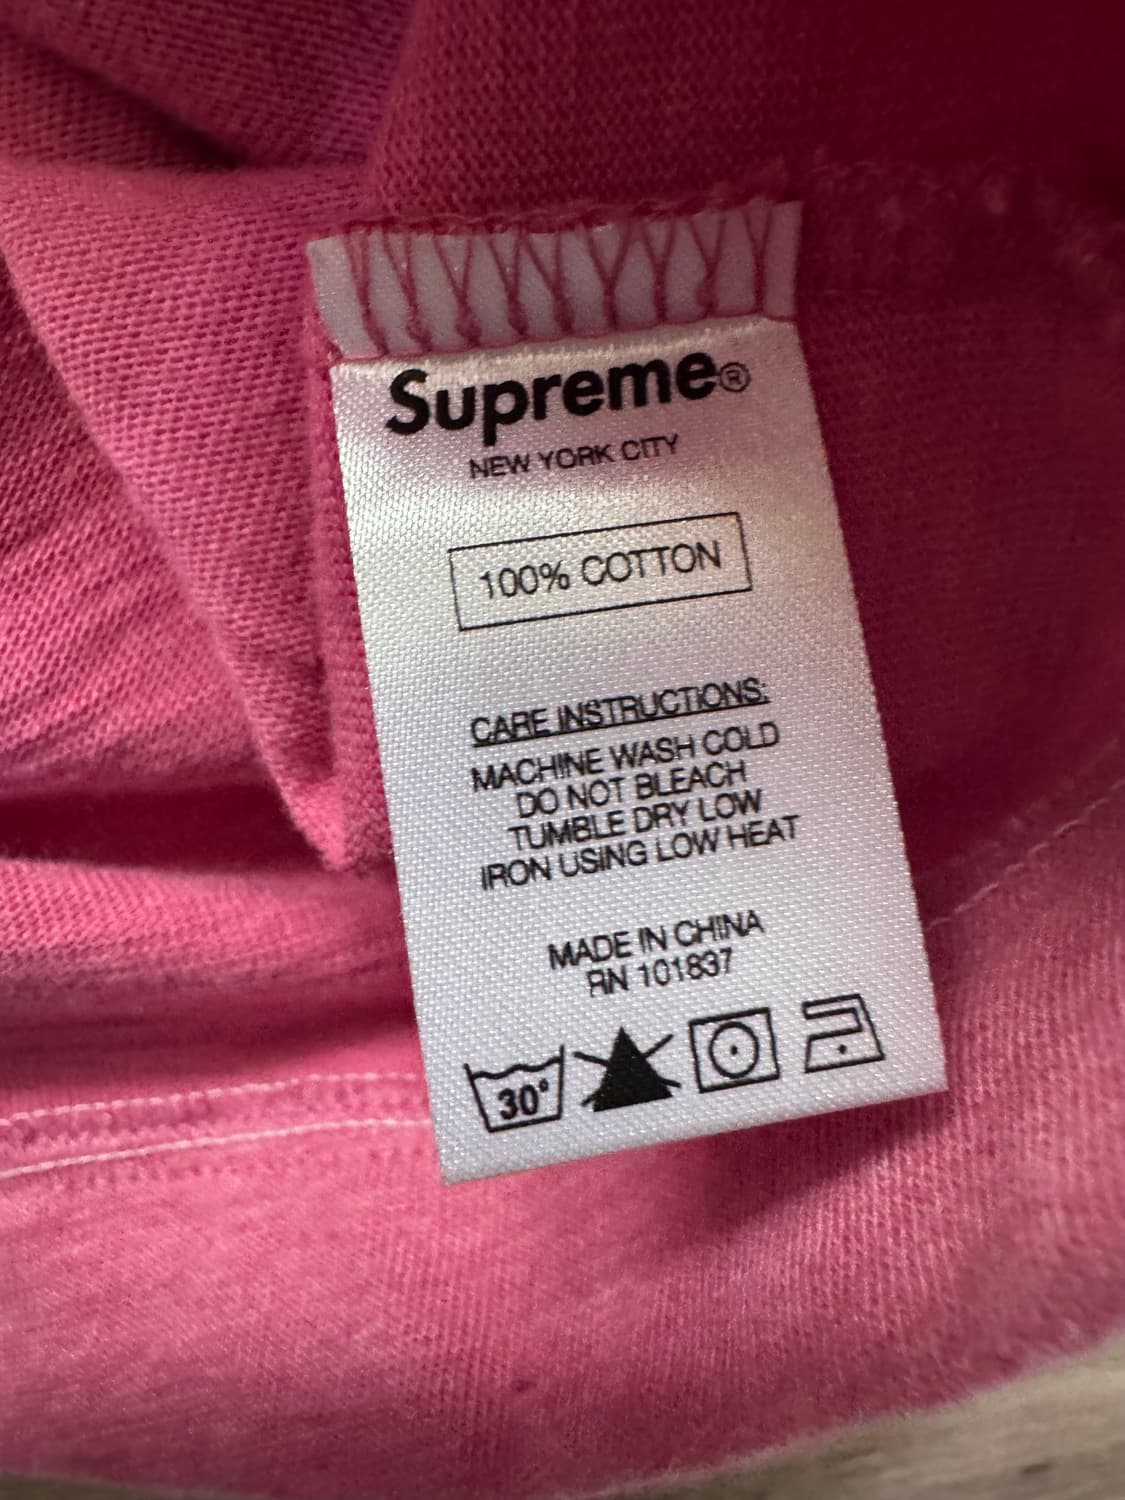 Supreme®
NEW YORK CITY
100% COTTON
CARE INSTRUCTIONS:
MACHINE WASH COLD
DO NOT BLEACH
TUMBLE DRY LOW
IRON USING LOW HEAT
MADE IN CHINA
RN 101837
30°